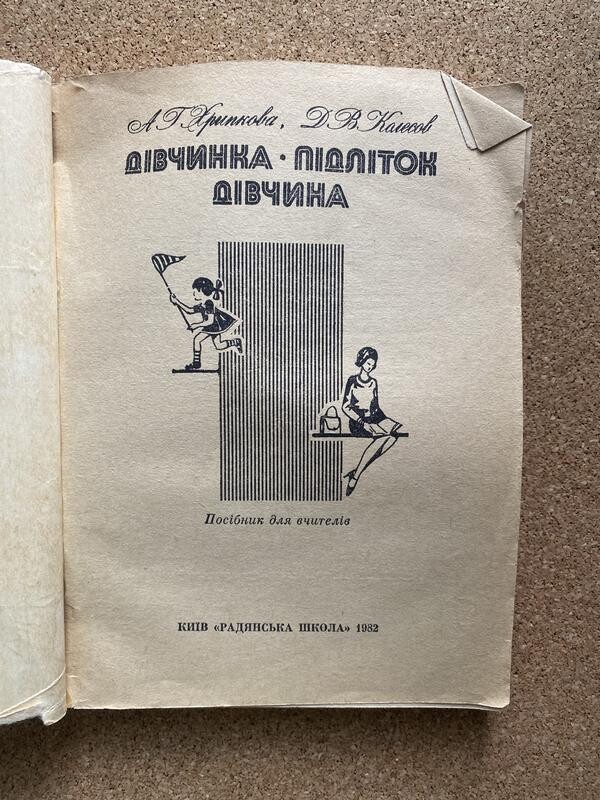 А Г Хрипкова, Д В Колесов
ДІВЧИНКА · ПІДЛІТОК
ДІВЧИНА
Посібник для вчителів
КИЇВ «РАДЯНСЬКА ШКОЛА» 1982